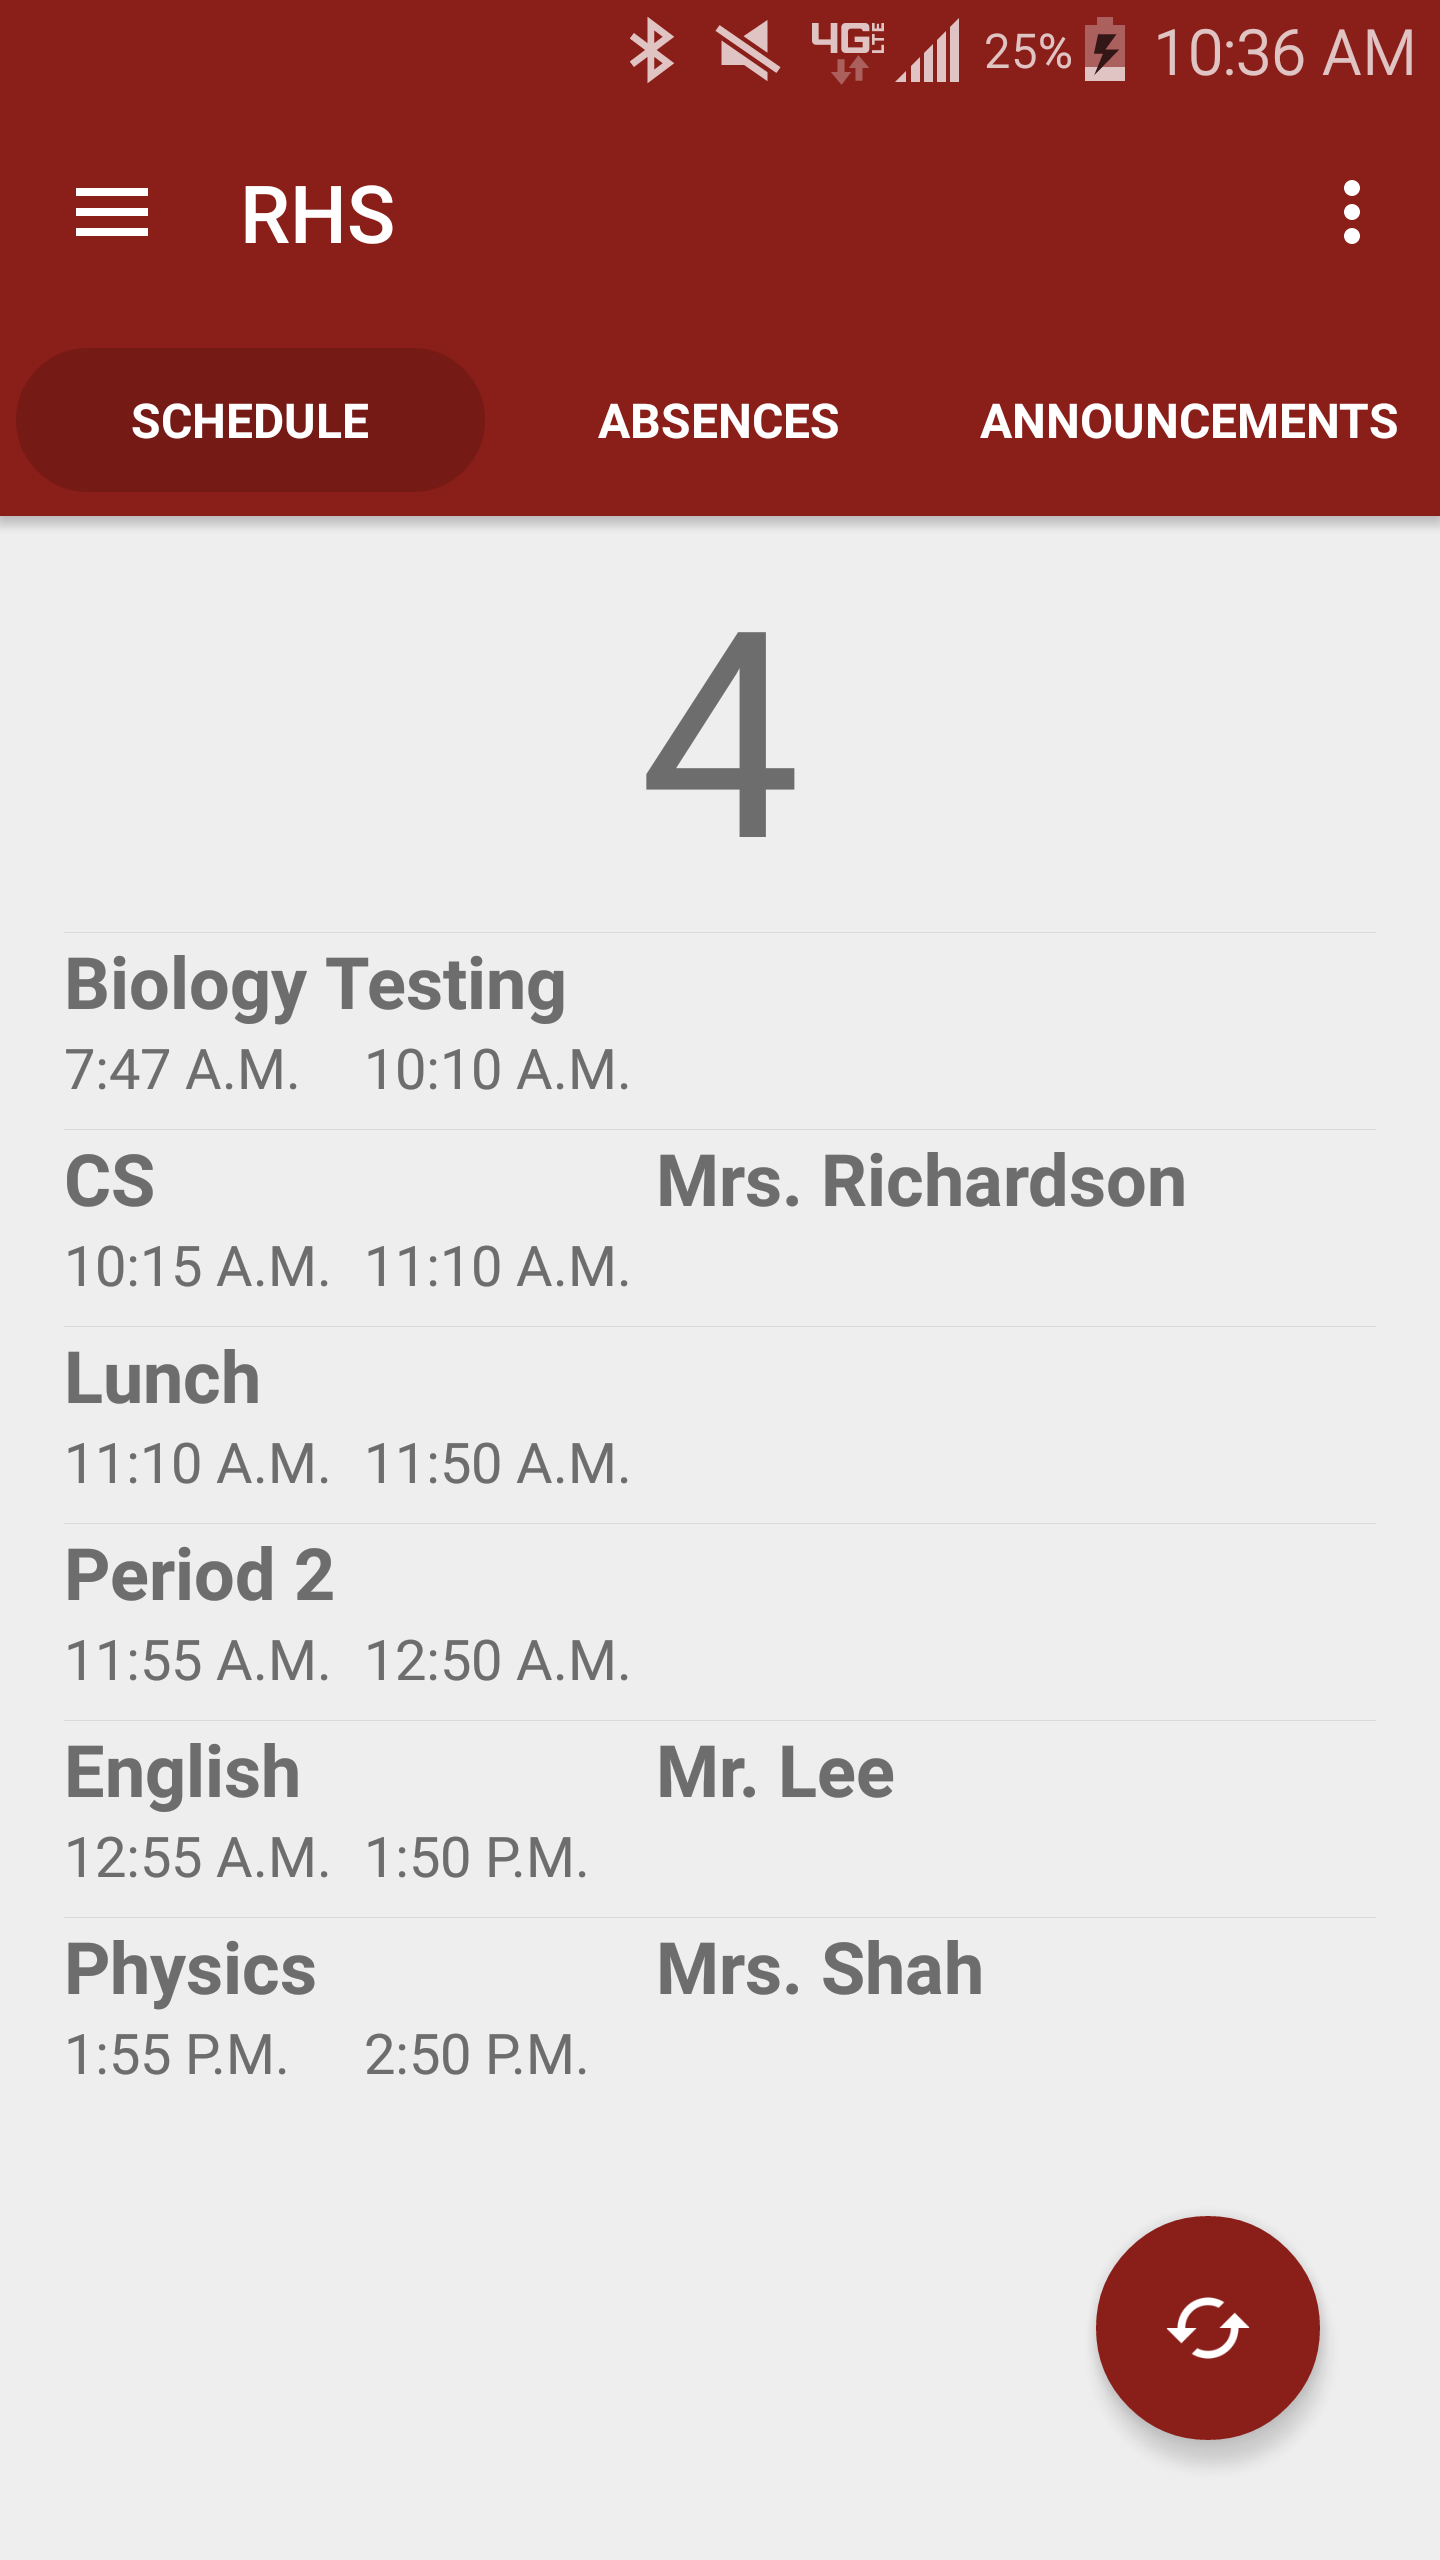 4G LTE 25% 10:36 AM
RHS
SCHEDULE ABSENCES ANNOUNCEMENTS
4
Biology Testing
7:47 A.M. 10:10 A.M.
CS Mrs. Richardson
10:15 A.M. 11:10 A.M.
Lunch
11:10 A.M. 11:50 A.M.
Period 2
11:55 A.M. 12:50 A.M.
English Mr. Lee
12:55 A.M. 1:50 P.M.
Physics Mrs. Shah
1:55 P.M. 2:50 P.M.